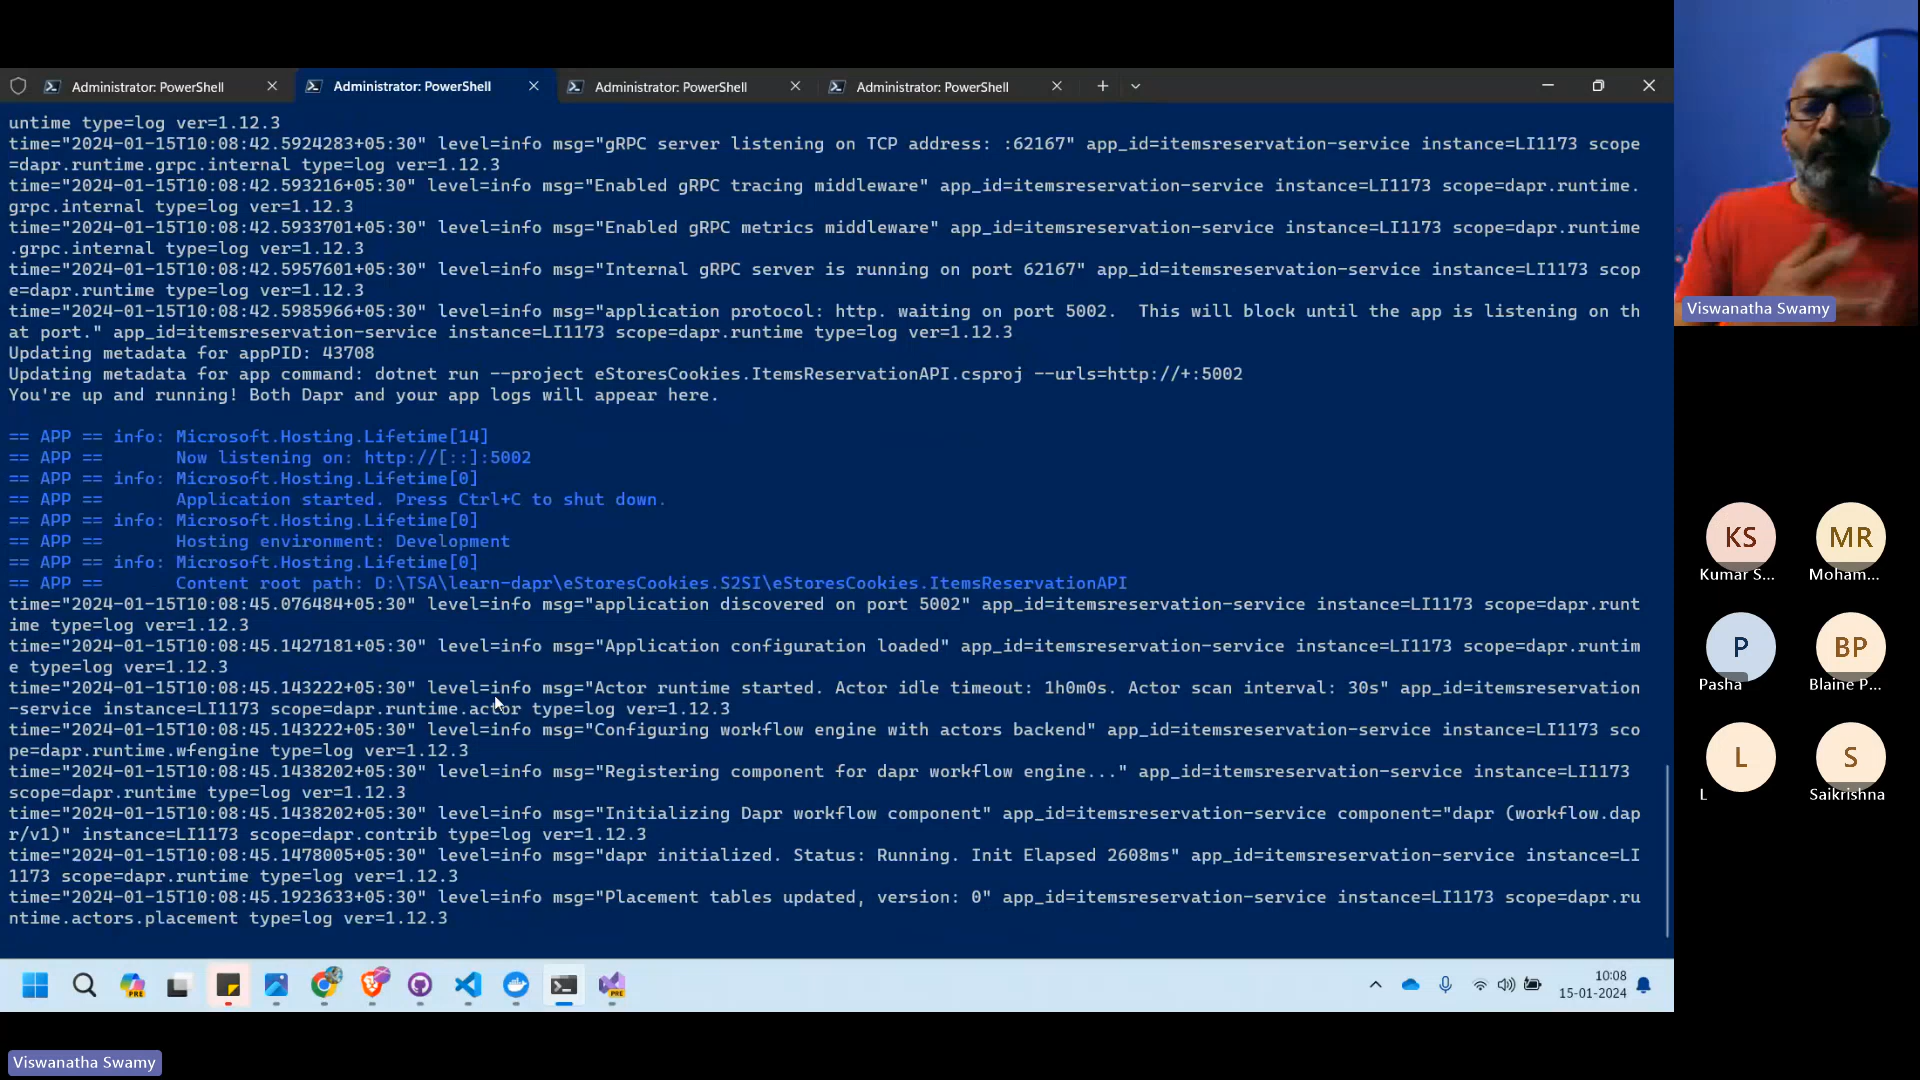 Administrator: PowerShell Administrator: PowerShell Administrator: PowerShell Administrator: PowerShell
untime type=log ver=1.12.3
time="2024-01-15T10:08:42.5924283+05:30" level=info msg="gRPC server listening on TCP address: :62167" app_id=itemsreservation-service instance=LI1173 scope
=dapr.runtime.grpc.internal type=log ver=1.12.3
time="2024-01-15T10:08:42.593216+05:30" level=info msg="Enabled gRPC tracing middleware" app_id=itemsreservation-service instance=LI1173 scope=dapr.runtime.
grpc.internal type=log ver=1.12.3
time="2024-01-15T10:08:42.5933701+05:30" level=info msg="Enabled gRPC metrics middleware" app_id=itemsreservation-service instance=LI1173 scope=dapr.runtime
.grpc.internal type=log ver=1.12.3
time="2024-01-15T10:08:42.5957601+05:30" level=info msg="Internal gRPC server is running on port 62167" app_id=itemsreservation-service instance=LI1173 scop
e=dapr.runtime type=log ver=1.12.3
time="2024-01-15T10:08:42.5985966+05:30" level=info msg="application protocol: http. waiting on port 5002.  This will block until the app is listening on th
at port." app_id=itemsreservation-service instance=LI1173 scope=dapr.runtime type=log ver=1.12.3
Updating metadata for appPID: 43708
Updating metadata for app command: dotnet run --project eStoresCookies.ItemsReservationAPI.csproj --urls=http://+:5002
You're up and running! Both Dapr and your app logs will appear here.
== APP == info: Microsoft.Hosting.Lifetime[14]
== APP ==       Now listening on: http://[::]:5002
== APP == info: Microsoft.Hosting.Lifetime[0]
== APP ==       Application started. Press Ctrl+C to shut down.
== APP == info: Microsoft.Hosting.Lifetime[0]
== APP ==       Hosting environment: Development
== APP == info: Microsoft.Hosting.Lifetime[0]
== APP ==       Content root path: D:\TSA\learn-dapr\eStoresCookies.S2SI\eStoresCookies.ItemsReservationAPI
time="2024-01-15T10:08:45.076484+05:30" level=info msg="application discovered on port 5002" app_id=itemsreservation-service instance=LI1173 scope=dapr.runt
ime type=log ver=1.12.3
time="2024-01-15T10:08:45.1427181+05:30" level=info msg="Application configuration loaded" app_id=itemsreservation-service instance=LI1173 scope=dapr.runtim
e type=log ver=1.12.3
time="2024-01-15T10:08:45.143222+05:30" level=info msg="Actor runtime started. Actor idle timeout: 1h0m0s. Actor scan interval: 30s" app_id=itemsreservation
-service instance=LI1173 scope=dapr.runtime.actor type=log ver=1.12.3
time="2024-01-15T10:08:45.143222+05:30" level=info msg="Configuring workflow engine with actors backend" app_id=itemsreservation-service instance=LI1173 sco
pe=dapr.runtime.wfengine type=log ver=1.12.3
time="2024-01-15T10:08:45.1438202+05:30" level=info msg="Registering component for dapr workflow engine..." app_id=itemsreservation-service instance=LI1173
scope=dapr.runtime type=log ver=1.12.3
time="2024-01-15T10:08:45.1438202+05:30" level=info msg="Initializing Dapr workflow component" app_id=itemsreservation-service component="dapr (workflow.dap
r/v1)" instance=LI1173 scope=dapr.contrib type=log ver=1.12.3
time="2024-01-15T10:08:45.1478005+05:30" level=info msg="dapr initialized. Status: Running. Init Elapsed 2608ms" app_id=itemsreservation-service instance=LI
1173 scope=dapr.runtime type=log ver=1.12.3
time="2024-01-15T10:08:45.1923633+05:30" level=info msg="Placement tables updated, version: 0" app_id=itemsreservation-service instance=LI1173 scope=dapr.ru
ntime.actors.placement type=log ver=1.12.3
PRE PRE
10:08
15-01-2024
Viswanatha Swamy
Viswanatha Swamy
KS MR
Kumar S... Moham...
P BP
Pasha Blaine P...
L S
L Saikrishna